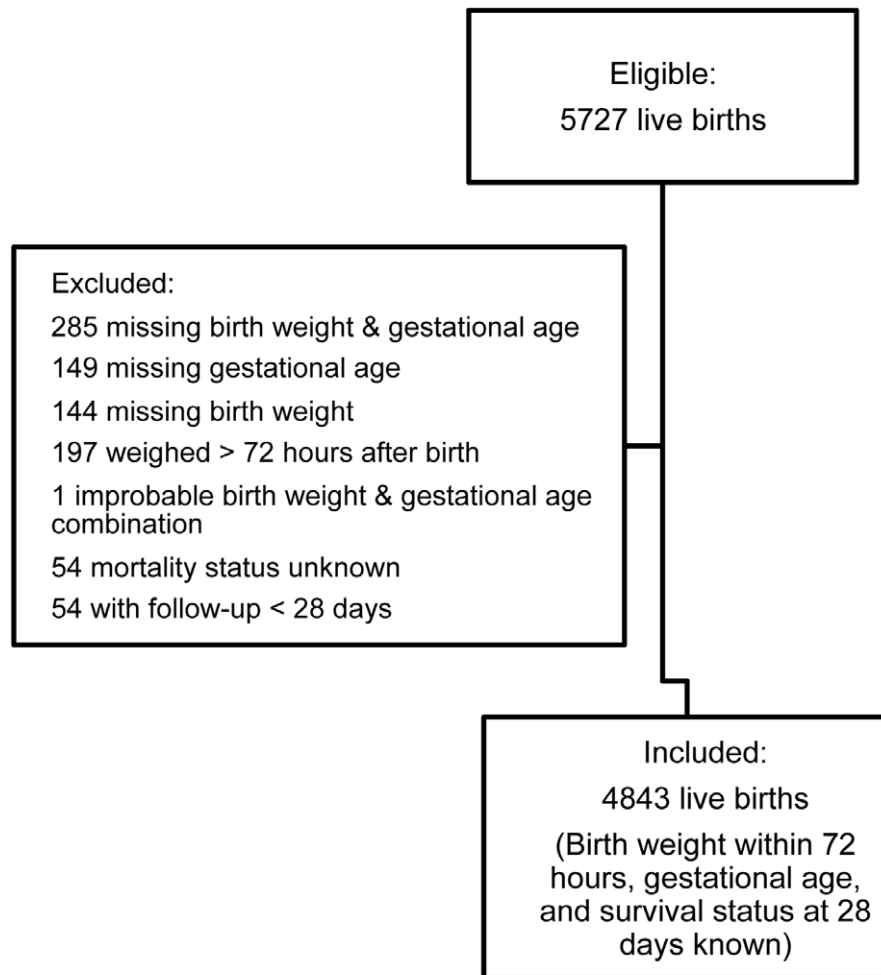 Eligible:
5727 live births
Excluded:
285 missing birth weight & gestational age
149 missing gestational age
144 missing birth weight
197 weighed > 72 hours after birth
1 improbable birth weight & gestational age
combination
54 mortality status unknown
54 with follow-up < 28 days
Included:
4843 live births
(Birth weight within 72
hours, gestational age,
and survival status at 28
days known)